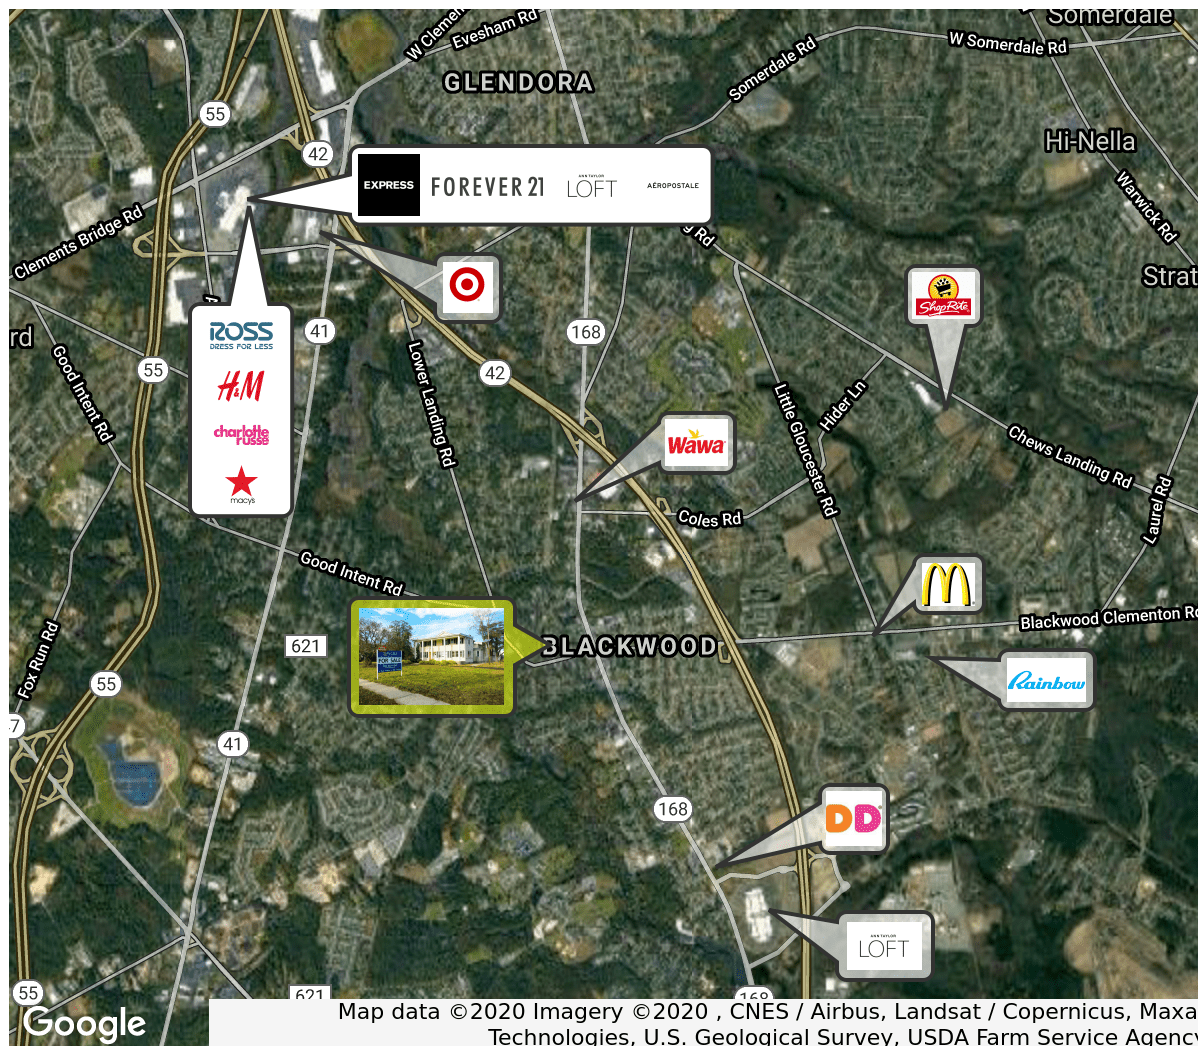 Somerdale
W Somerdale Rd
W Clemen
Evesham Rd
Somerdale Rd
GLENDORA
55
Hi-Nella
42
EXPRESS
FOREVER 21
ANN TAYLOR
LOFT
AÉROPOSTALE
Warwick Rd
Clements Bridge Rd
g Rd
Strat
A
ShopRite
ROSS
DRESS FOR LESS
41
168
rd
55
42
H&M
Good Intent Rd
Lower Landing Rd
Little Gloucester Rd
Hider Ln
charlotte
russe
Wawa
Chews Landing Rd
macys
Laurel Rd
Coles Rd
Good Intent Rd
M
Blackwood Clementon Rd
621
FOR SALE
BLACKWOOD
Fox Run Rd
55
Rainbow
7
41
168
DD
ANN TAYLOR
LOFT
55
621
168
Google
Map data ©2020 Imagery ©2020 , CNES / Airbus, Landsat / Copernicus, Maxa
Technologies, U.S. Geological Survey, USDA Farm Service Agency